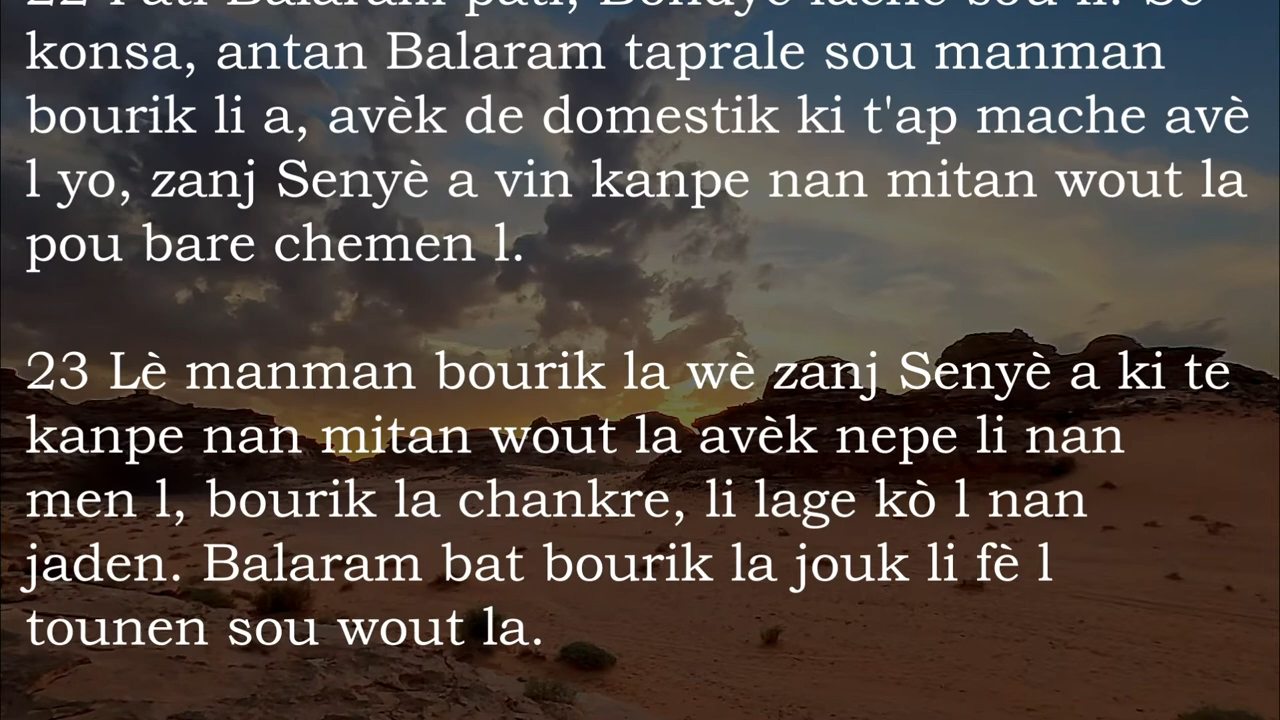 konsa, antan Balaram taprale sou manman
bourik li a, avèk de domestik ki t'ap mache avè
l yo, zanj Senyè a vin kanpe nan mitan wout la
pou bare chemen l.
23 Lè manman bourik la wè zanj Senyè a ki te
kanpe nan mitan wout la avèk nepe li nan
men l, bourik la chankre, li lage kò l nan
jaden. Balaram bat bourik la jouk li fè l
tounen sou wout la.